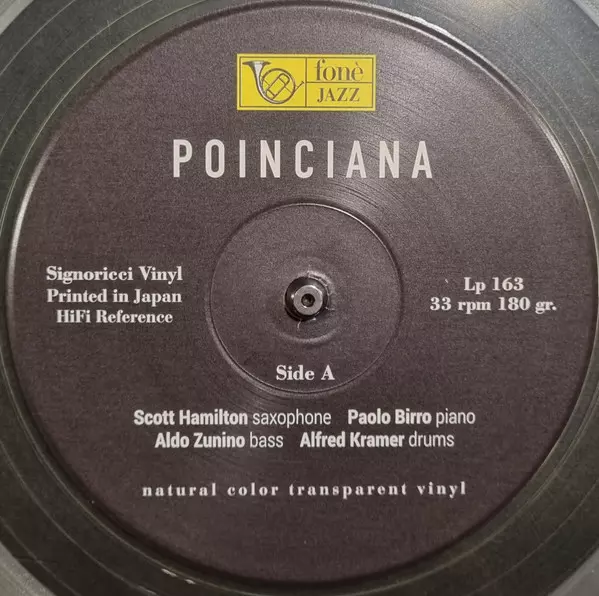 fonè
JAZZ
POINCIANA
Signoricci Vinyl
Printed in Japan
HiFi Reference
Lp 163
33 rpm 180 gr.
Side A
Scott Hamilton saxophone Paolo Birro piano
Aldo Zunino bass Alfred Kramer drums
natural color transparent vinyl